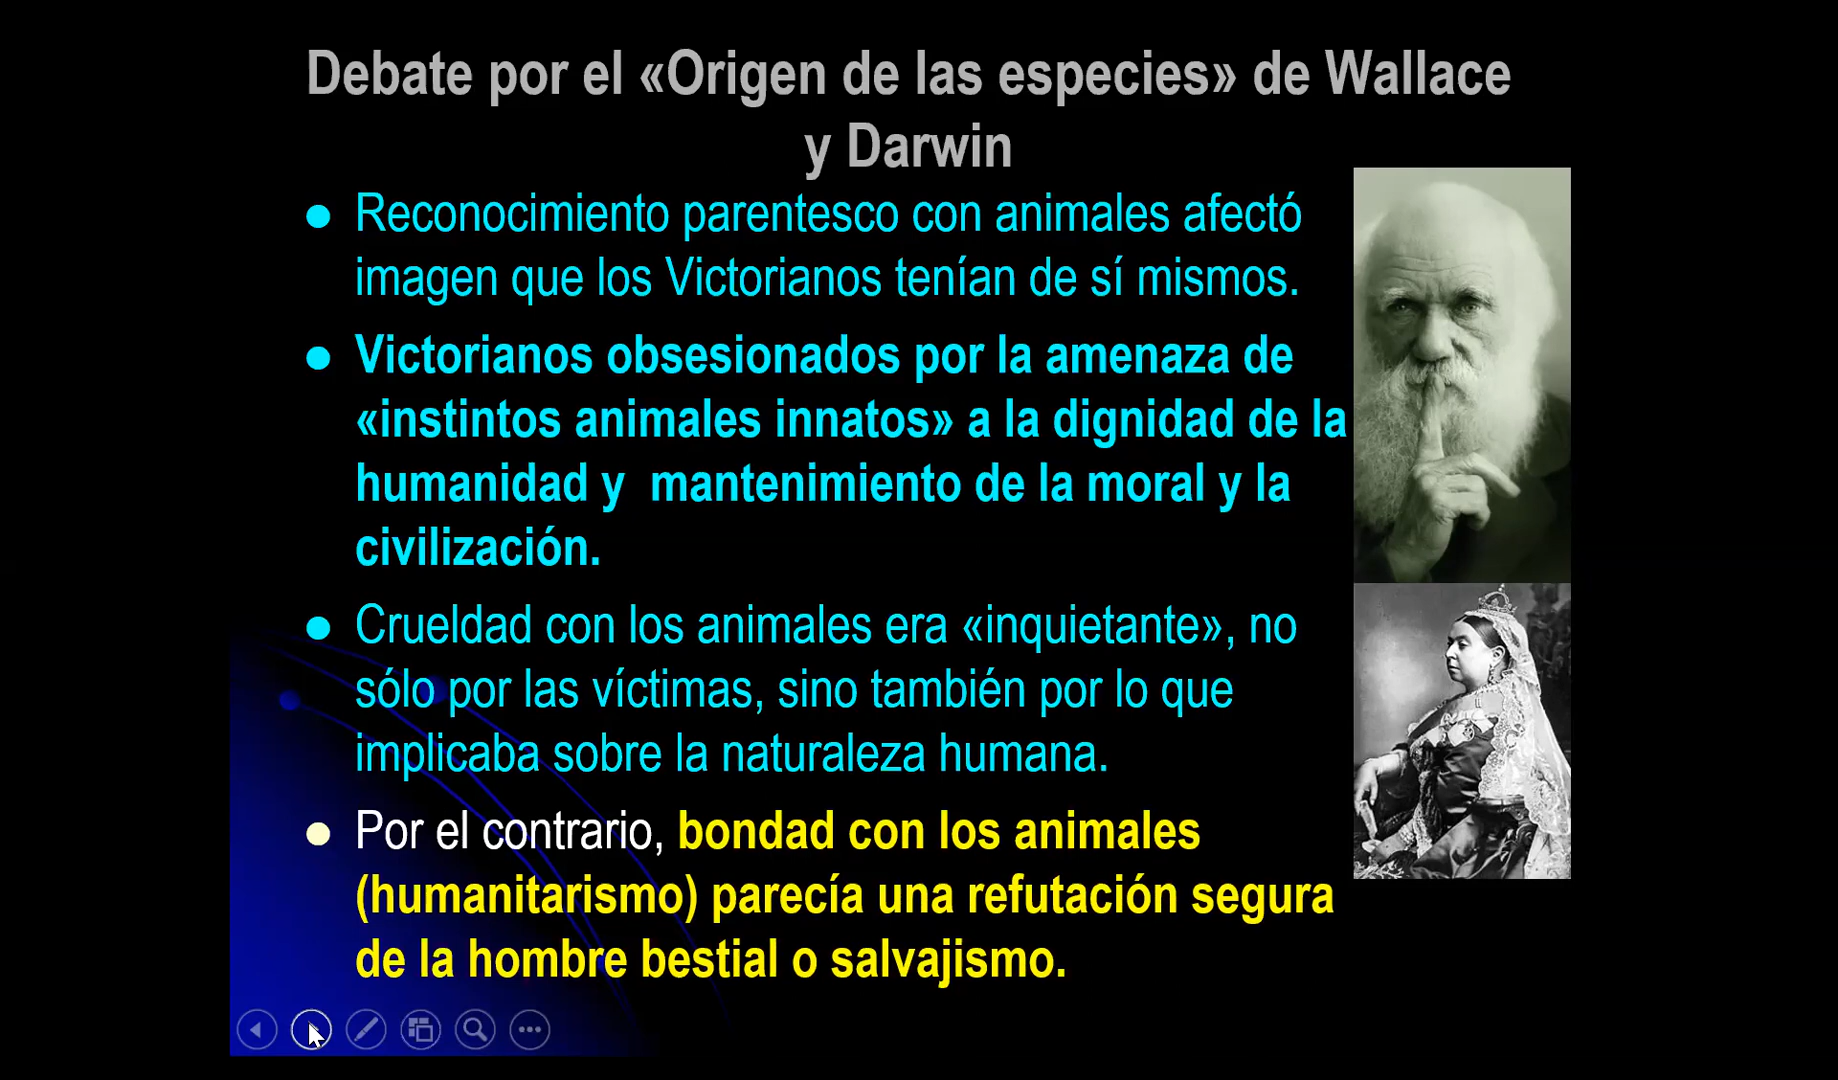 Debate por el «Origen de las especies» de Wallace
y Darwin
Reconocimiento parentesco con animales afectó
imagen que los Victorianos tenían de sí mismos.
Victorianos obsesionados por la amenaza de
«instintos animales innatos» a la dignidad de la
humanidad y mantenimiento de la moral y la
civilización.
Crueldad con los animales era «inquietante», no
sólo por las víctimas, sino también por lo que
implicaba sobre la naturaleza humana.
Por el contrario, bondad con los animales
(humanitarismo) parecía una refutación segura
de la hombre bestial o salvajismo.